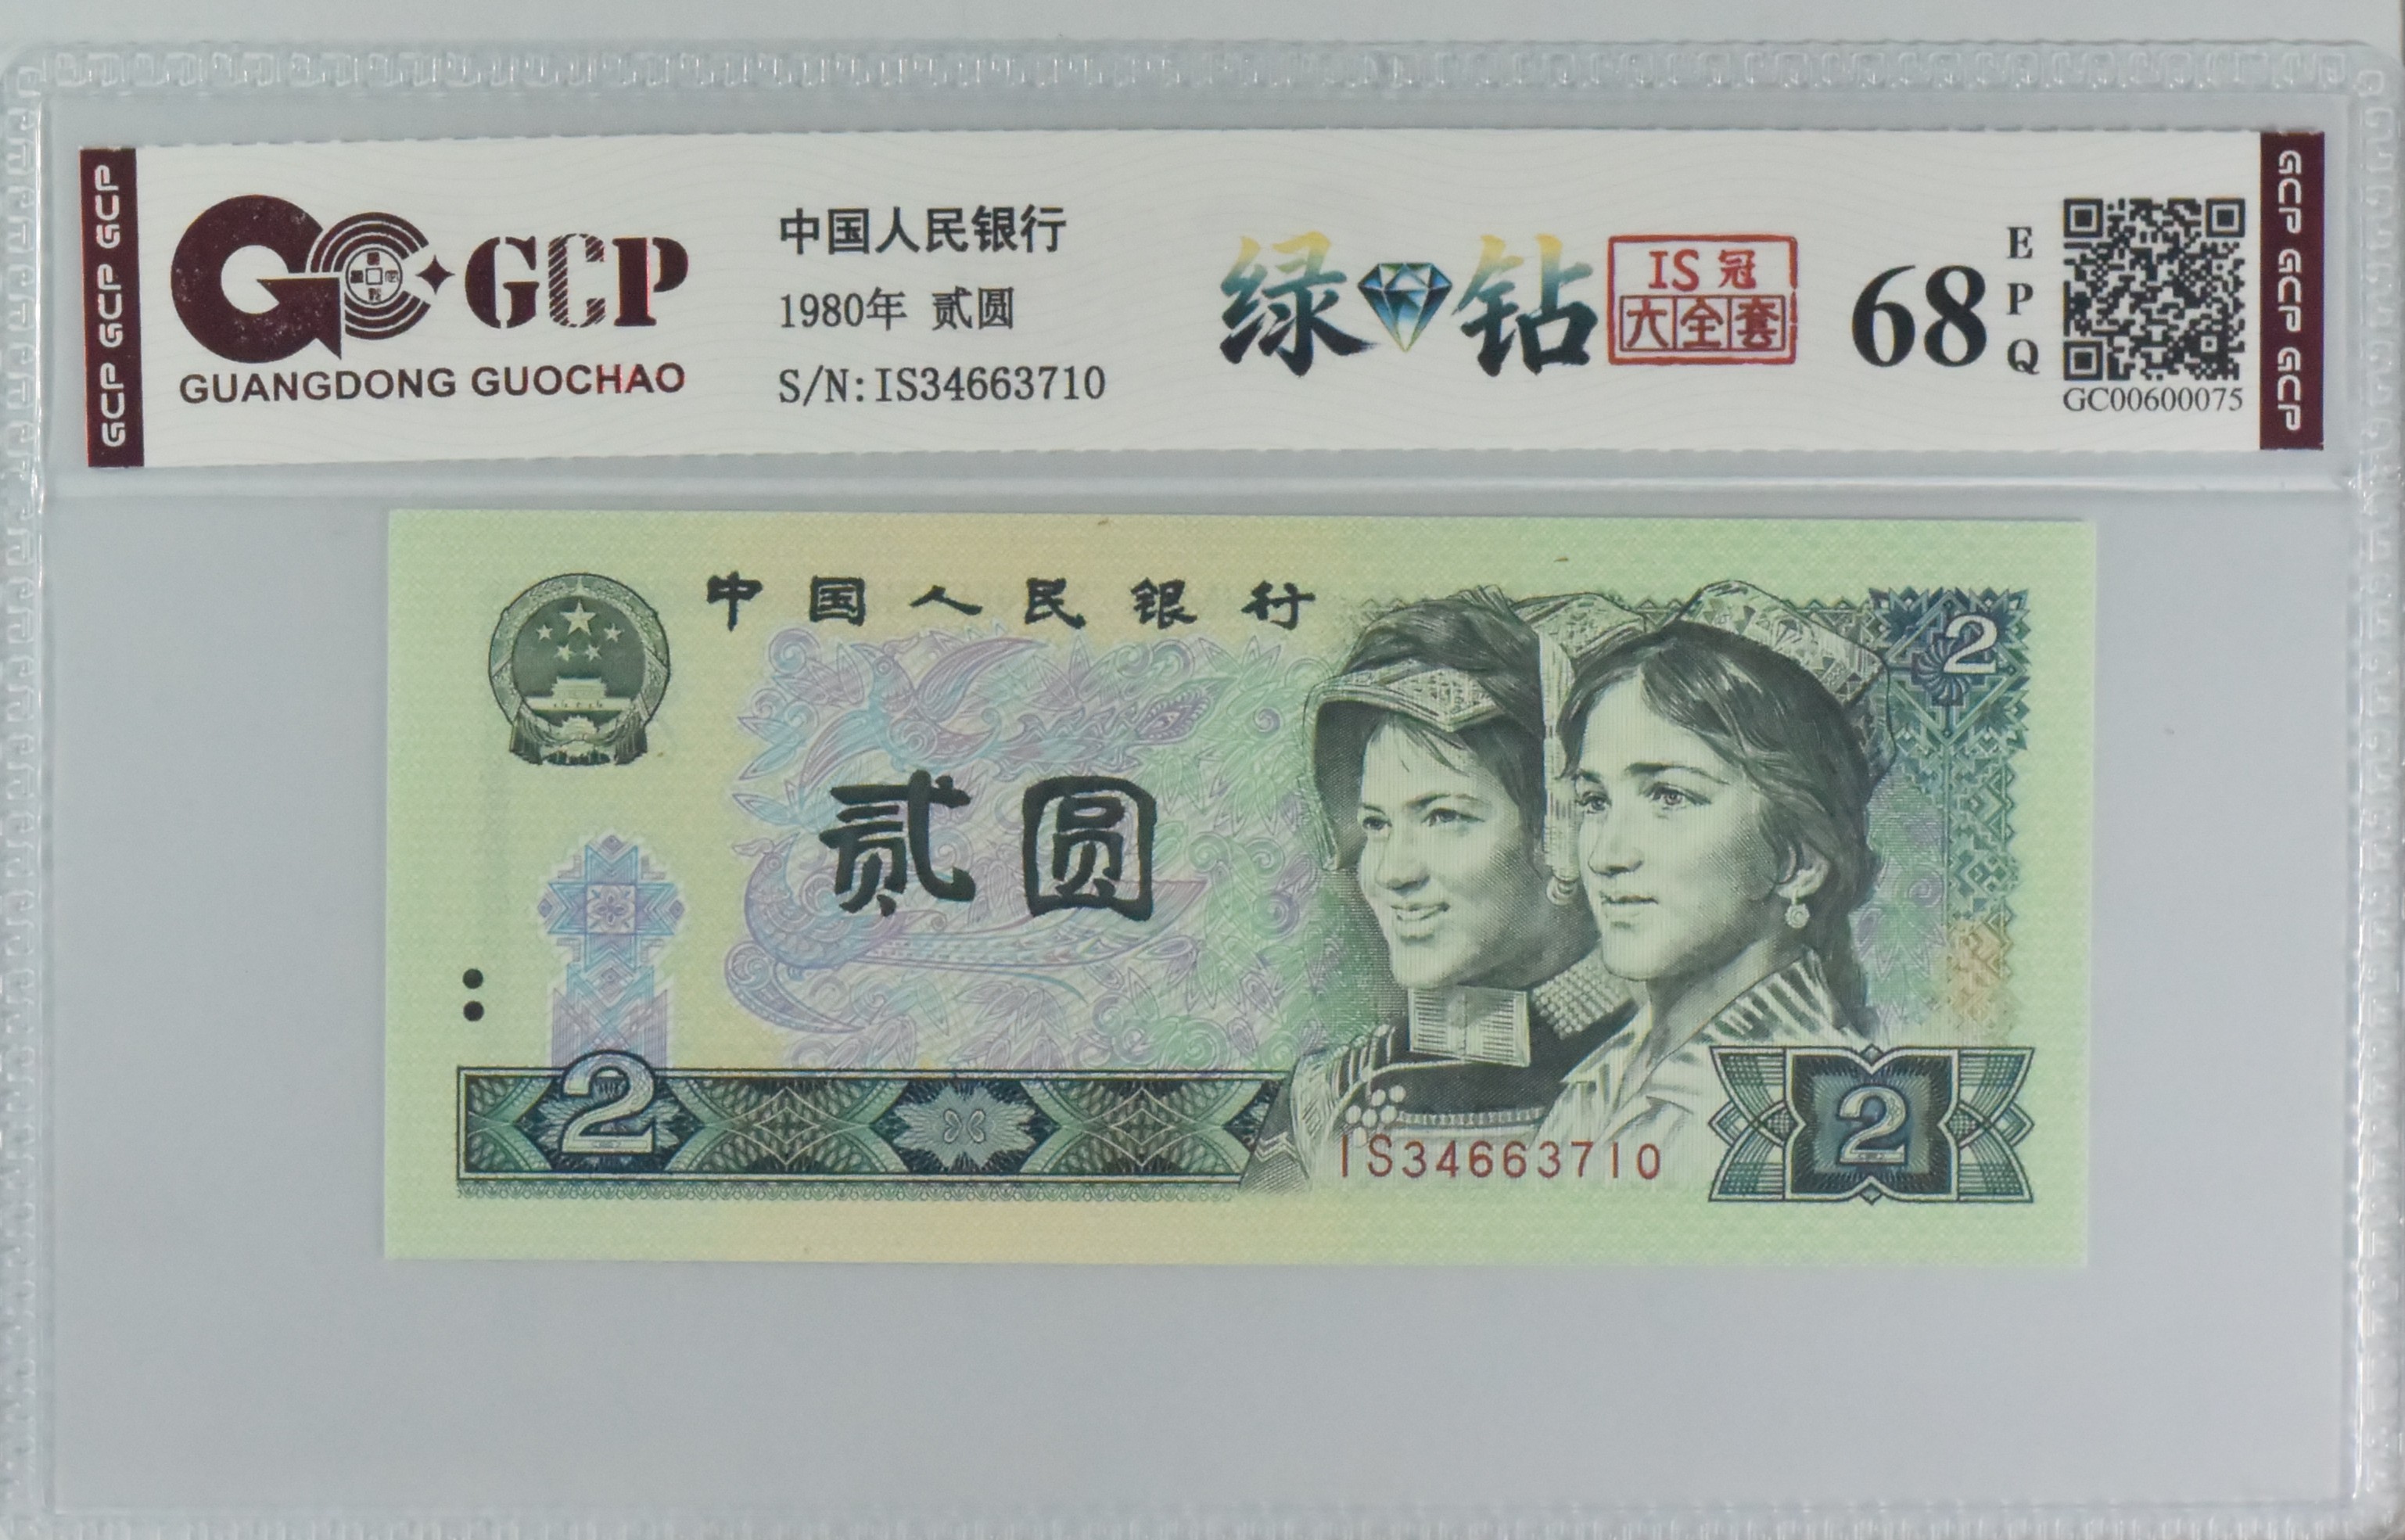 GCP GCP GCP
GCP
GUANGDONG GUOCHAO
中国人民银行
1980年 贰圆
S/N:IS34663710
绿钻
IS冠
大全套
68
EPQ
GC00600075
GCP GCP GCP
中国人民银行
2
贰圆
2
IS34663710
2